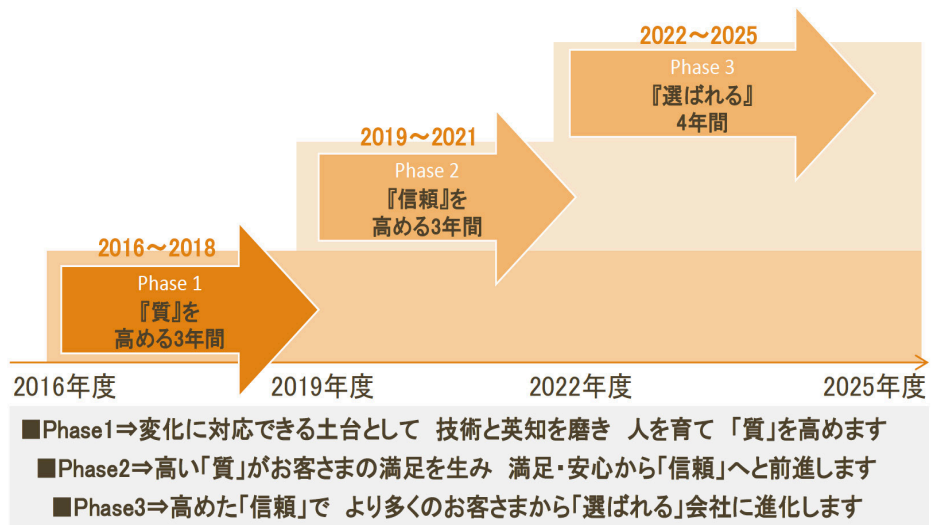 2022～2025
Phase 3
『選ばれる』
4年間
2019～2021
Phase 2
『信頼』を
高める3年間
2016～2018
Phase 1
『質』を
高める3年間
2016年度
2019年度
2022年度
2025年度
■Phase1⇒変化に対応できる土台として 技術と英知を磨き 人を育て 「質」を高めます
■Phase2⇒高い「質」がお客さまの満足を生み 満足・安心から「信頼」へと前進します
■Phase3⇒高めた「信頼」で より多くのお客さまから「選ばれる」会社に進化します